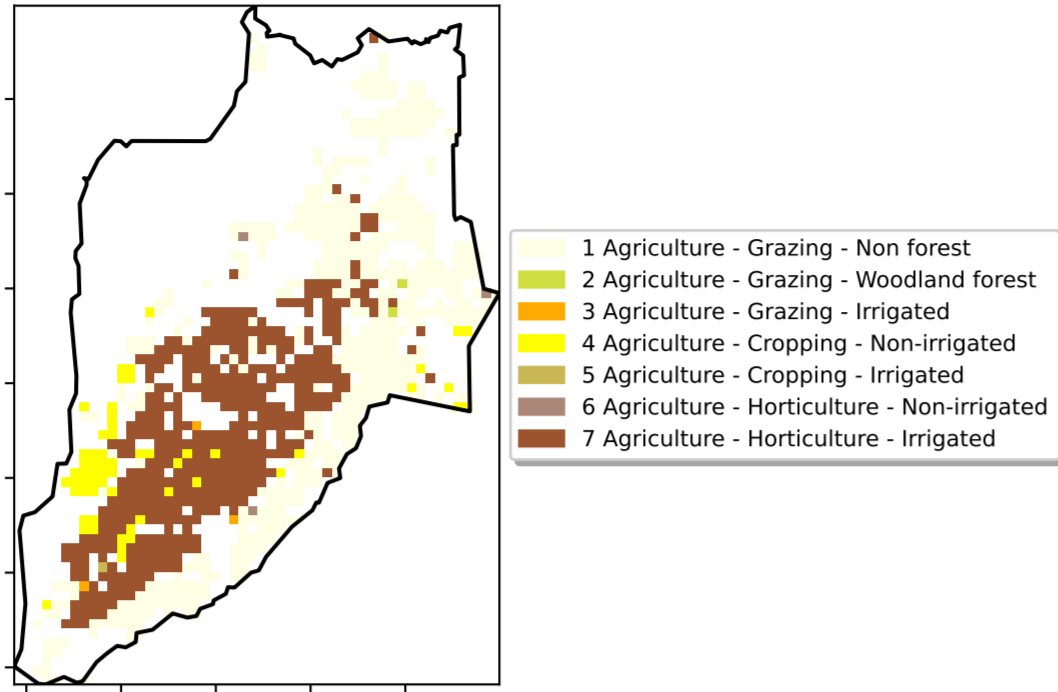 1 Agriculture - Grazing - Non forest
2 Agriculture - Grazing - Woodland forest
3 Agriculture - Grazing - Irrigated
4 Agriculture - Cropping - Non-irrigated
5 Agriculture - Cropping - Irrigated
6 Agriculture - Horticulture - Non-irrigated
7 Agriculture - Horticulture - Irrigated